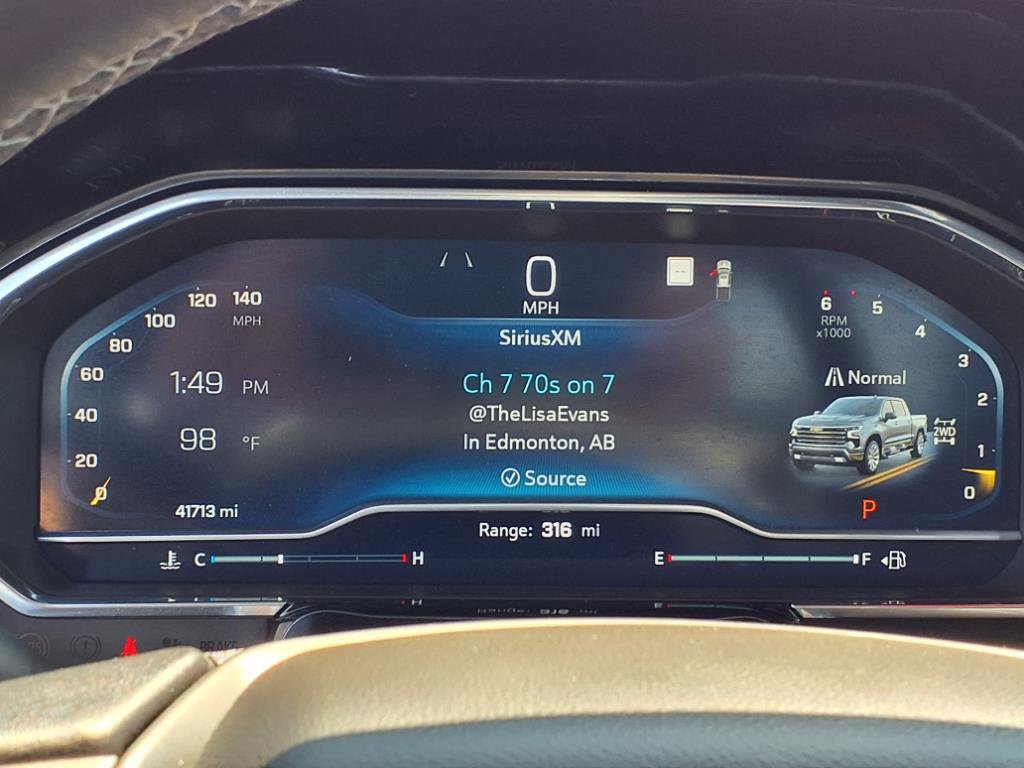 0
MPH
120 140
MPH
100
80
60
40
20
0
1:49 PM
98 °F
41713 mi
SiriusXM
Ch 7 70s on 7
@TheLisaEvans
In Edmonton, AB
Source
6 5 4 3 2 1 0
RPM
x1000
Normal
2WD
P
Range: 316 mi
C H
E F
BRAKE